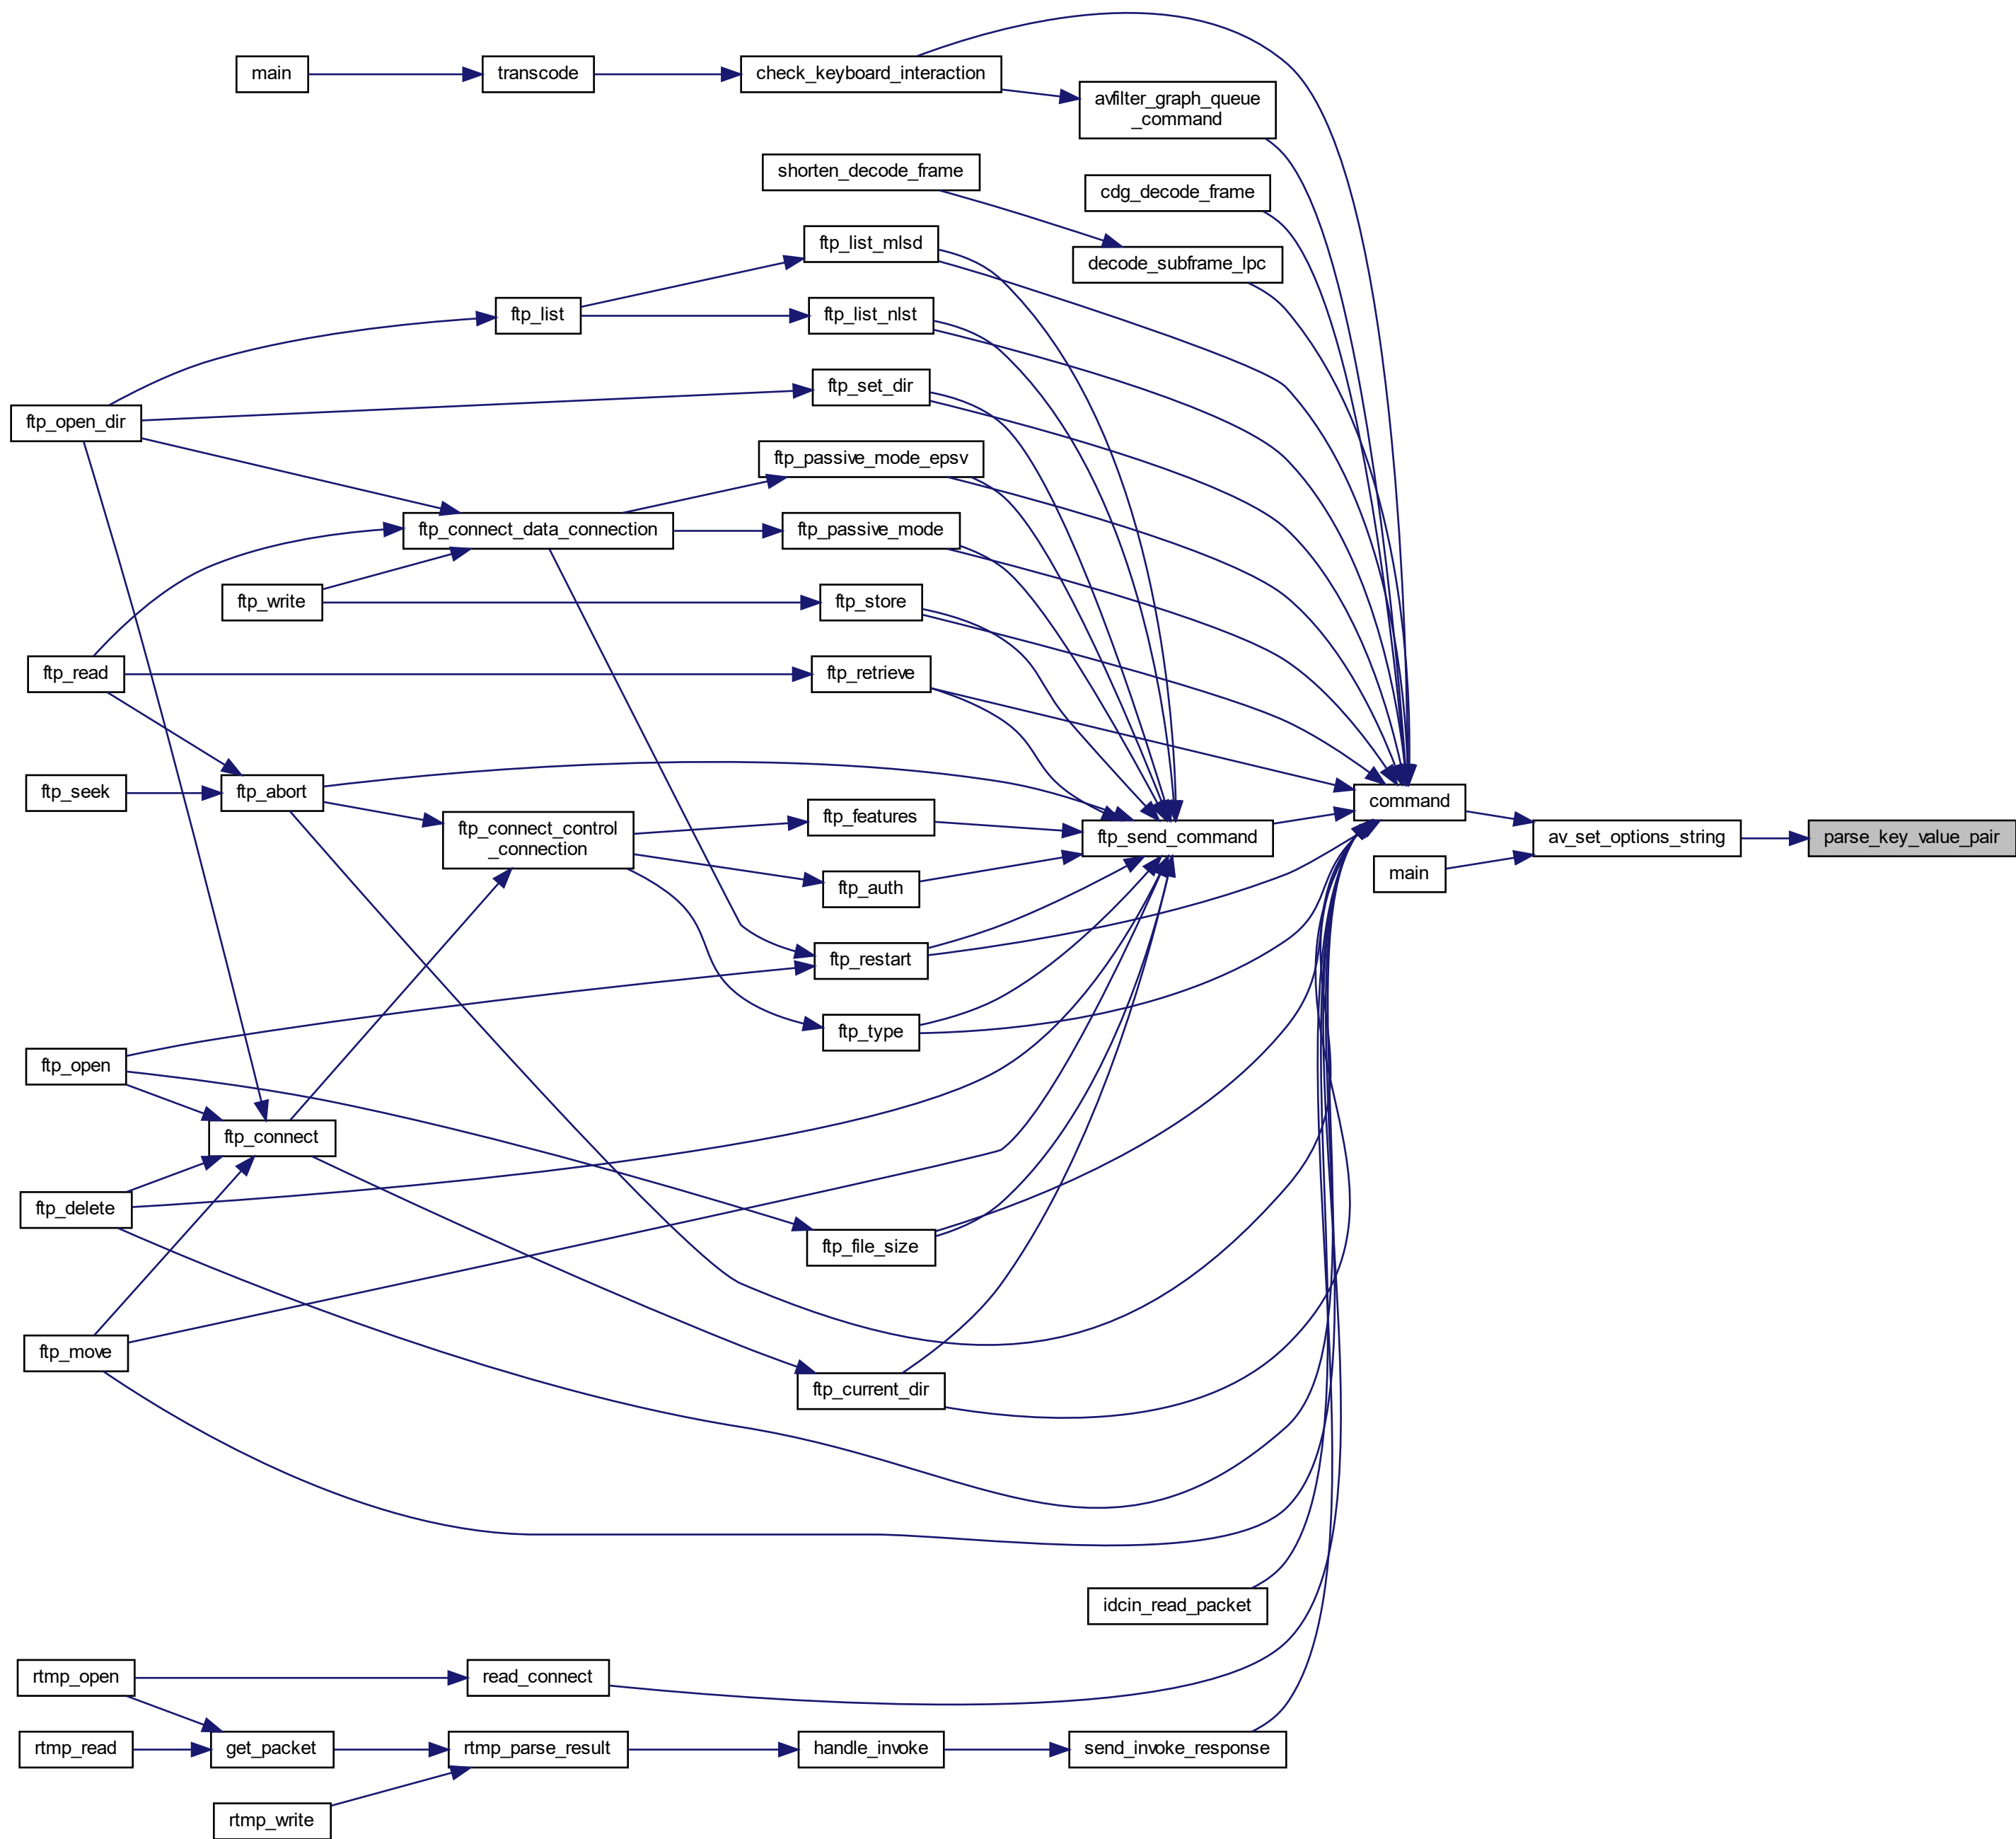 main
transcode
check_keyboard_interaction
avfilter_graph_queue
_command
shorten_decode_frame
cdg_decode_frame
ftp_list_mlsd
decode_subframe_lpc
ftp_list
ftp_list_nlst
ftp_set_dir
ftp_open_dir
ftp_passive_mode_epsv
ftp_connect_data_connection
ftp_passive_mode
ftp_write
ftp_store
ftp_read
ftp_retrieve
ftp_seek
ftp_abort
ftp_connect_control
_connection
ftp_features
ftp_send_command
command
av_set_options_string
parse_key_value_pair
main
ftp_auth
ftp_restart
ftp_type
ftp_open
ftp_connect
ftp_delete
ftp_file_size
ftp_move
ftp_current_dir
idcin_read_packet
rtmp_open
read_connect
rtmp_read
get_packet
rtmp_parse_result
handle_invoke
send_invoke_response
rtmp_write